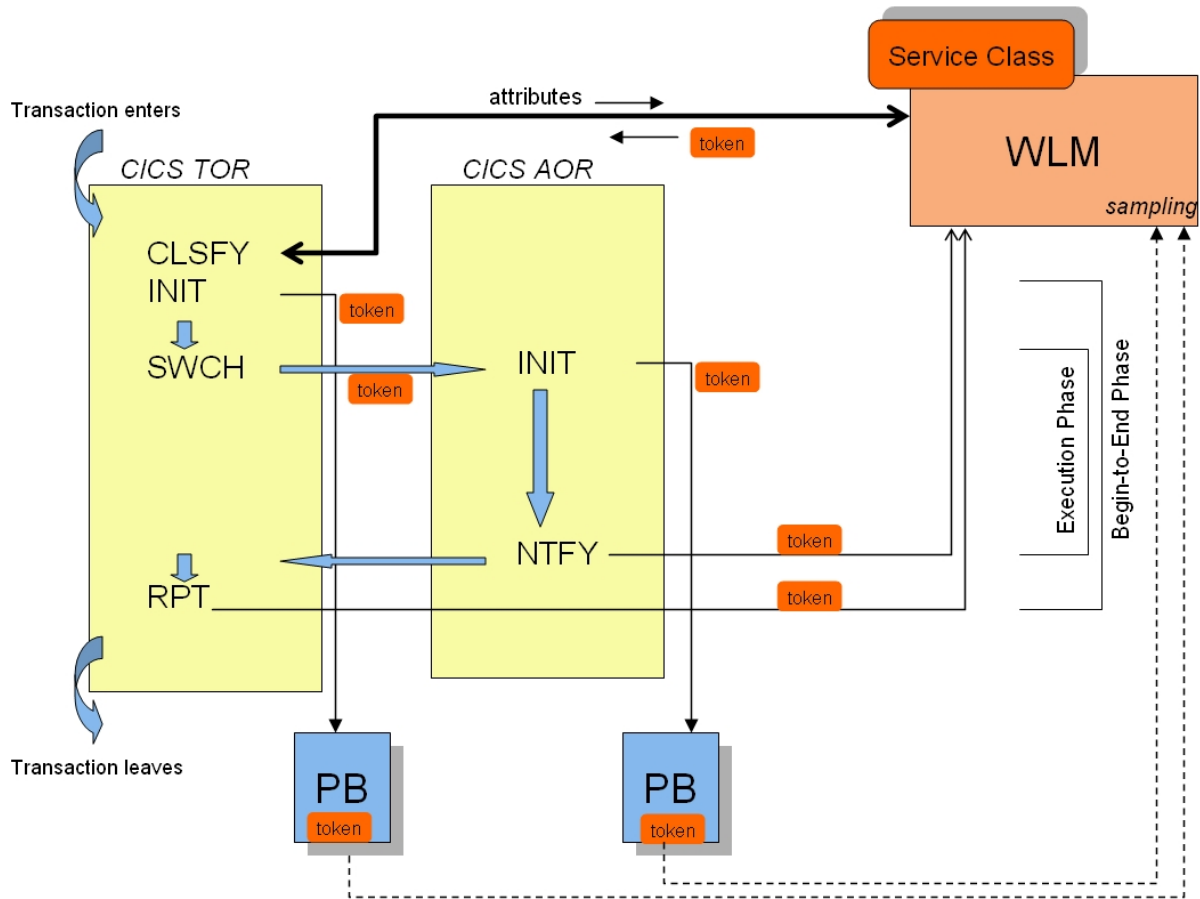 Service Class
WLM
sampling
attributes
token
Transaction enters
CICS TOR
CICS AOR
CLSFY
INIT
token
SWCH
token
INIT
token
Execution Phase
Begin-to-End Phase
NTFY
token
RPT
token
Transaction leaves
PB
token
PB
token